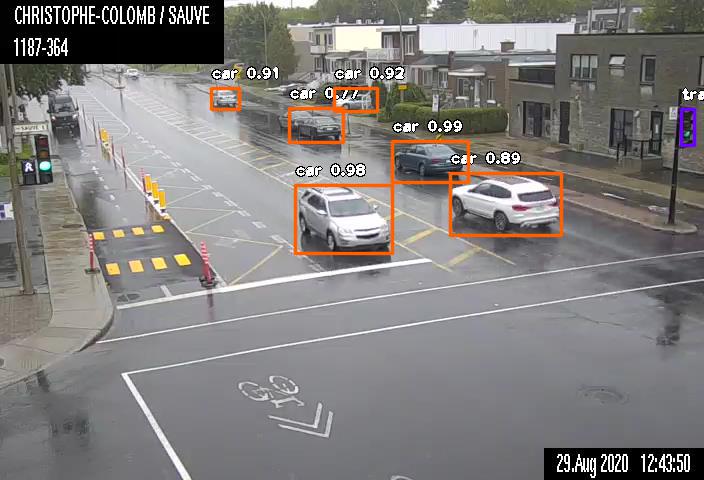 CHRISTOPHE-COLOMB / SAUVE
1187-364
car 0.91
car 0.92
car 0.77
car 0.99
car 0.89
car 0.98
tra
SAUVE
29.Aug 2020 12:43:50